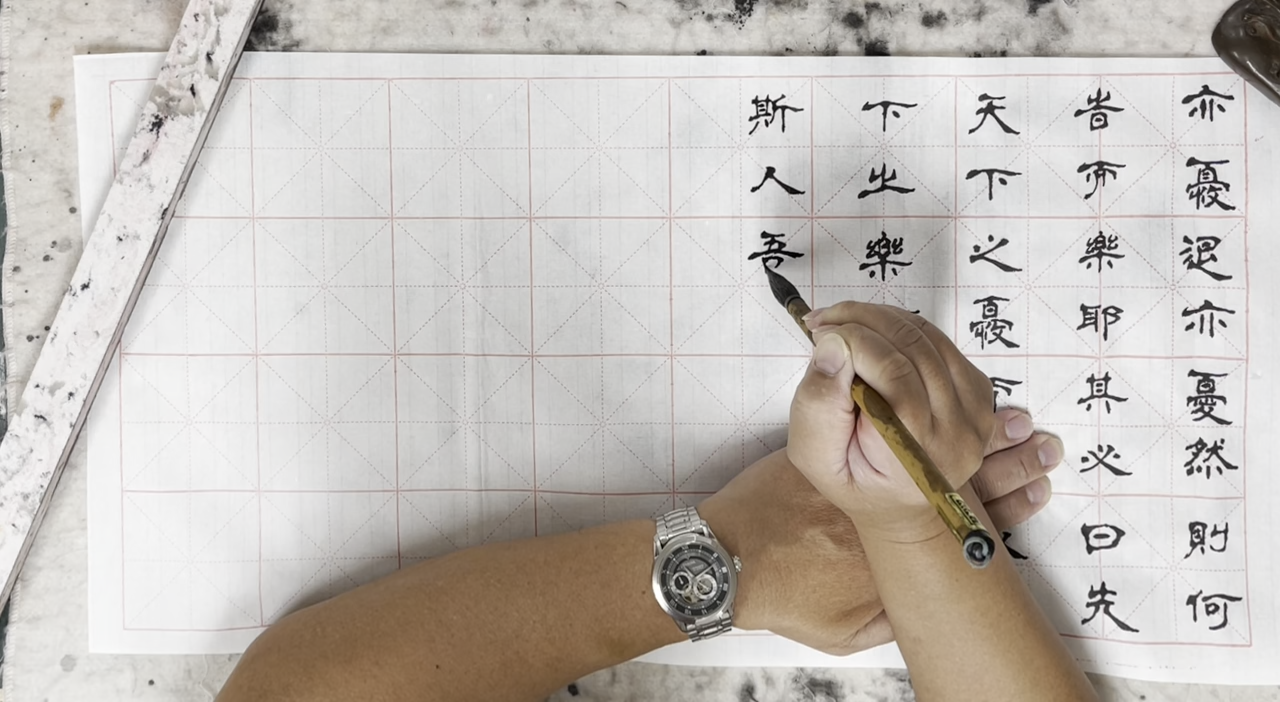 亦憂退亦憂然則何
旹而樂耶其必曰先
天下之憂
下之樂
斯人吾